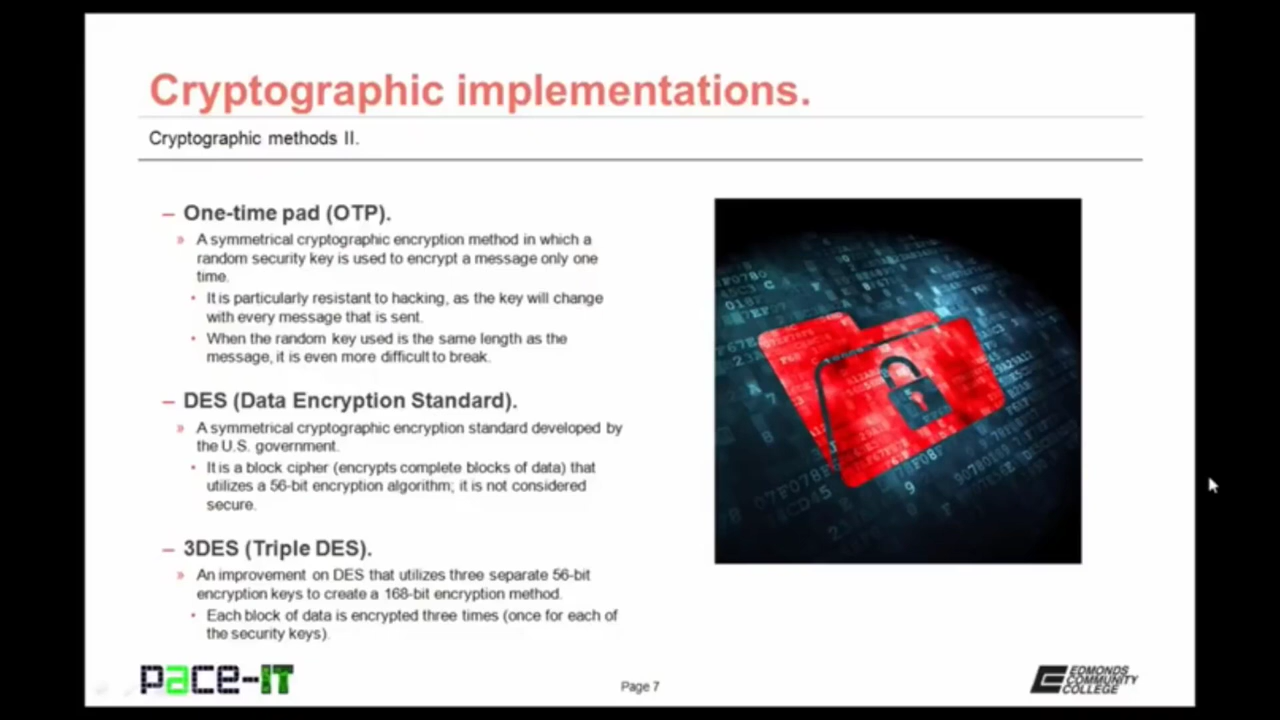 Cryptographic implementations.
Cryptographic methods II.
– One-time pad (OTP).
» A symmetrical cryptographic encryption method in which a
random security key is used to encrypt a message only one
time.
• It is particularly resistant to hacking, as the key will change
with every message that is sent.
• When the random key used is the same length as the
message, it is even more difficult to break.
– DES (Data Encryption Standard).
» A symmetrical cryptographic encryption standard developed by
the U.S. government.
• It is a block cipher (encrypts complete blocks of data) that
utilizes a 56-bit encryption algorithm; it is not considered
secure.
– 3DES (Triple DES).
» An improvement on DES that utilizes three separate 56-bit
encryption keys to create a 168-bit encryption method.
• Each block of data is encrypted three times (once for each of
the security keys).
pace-IT
Page 7
EDMONDS
COMMUNITY
COLLEGE